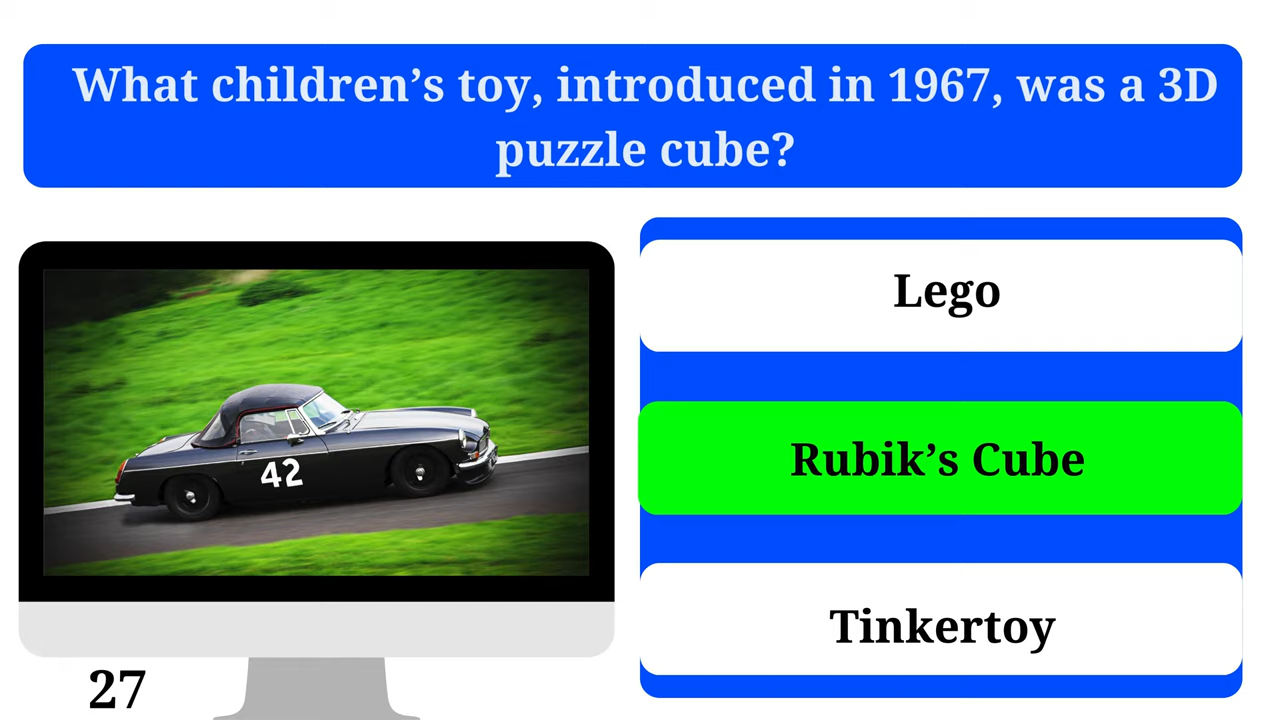 What children’s toy, introduced in 1967, was a 3D
puzzle cube?
Lego
42
Rubik’s Cube
Tinkertoy
27